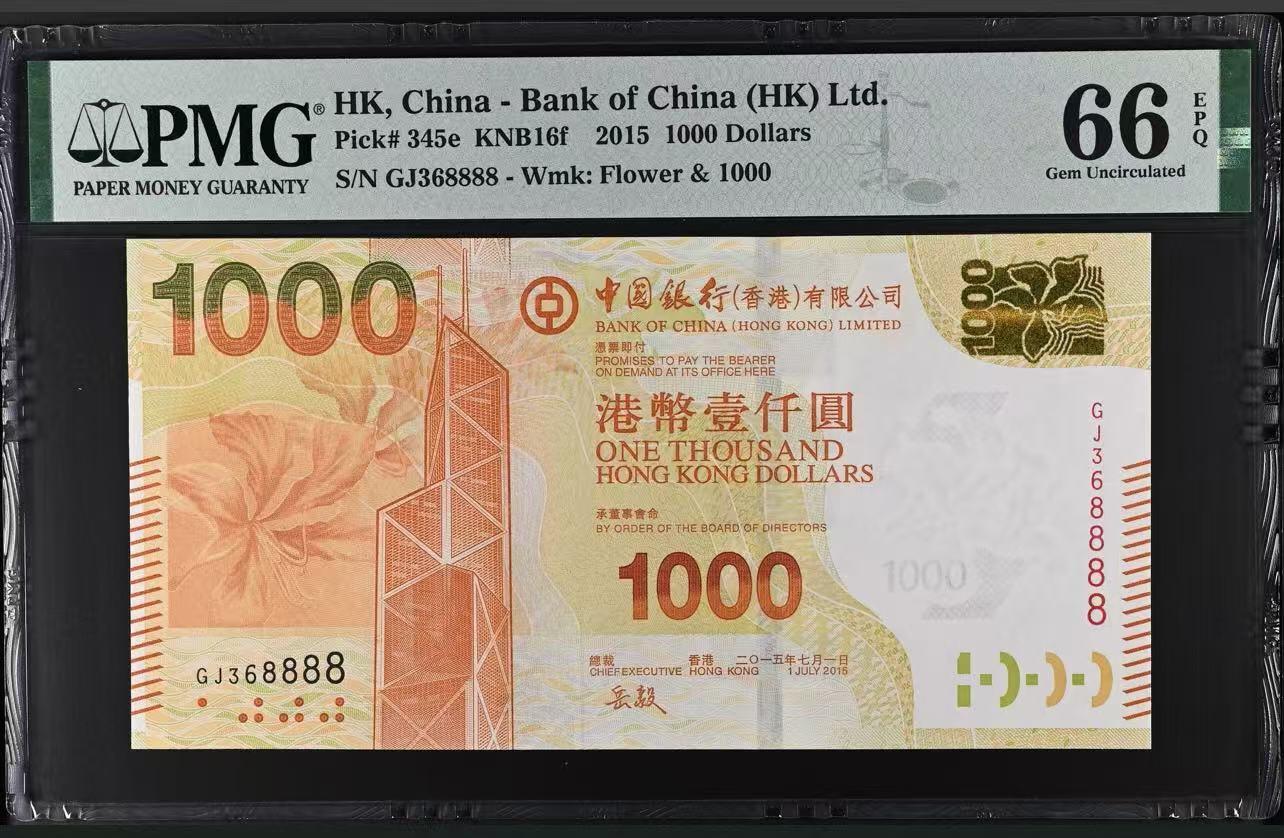 PMG®
PAPER MONEY GUARANTY
HK, China - Bank of China (HK) Ltd.
Pick# 345e KNB16f 2015 1000 Dollars
S/N GJ368888 - Wmk: Flower & 1000
66
EPQ
Gem Uncirculated
1000
中國銀行(香港)有限公司
BANK OF CHINA (HONG KONG) LIMITED
憑票即付
PROMISES TO PAY THE BEARER
ON DEMAND AT ITS OFFICE HERE
1000
港幣壹仟圓
ONE THOUSAND
HONG KONG DOLLARS
承董事會命
BY ORDER OF THE BOARD OF DIRECTORS
1000
1000
GJ368888
GJ368888
總裁 香港 二〇一五年七月一日
CHIEF EXECUTIVE HONG KONG 1 JULY 2015
岳毅